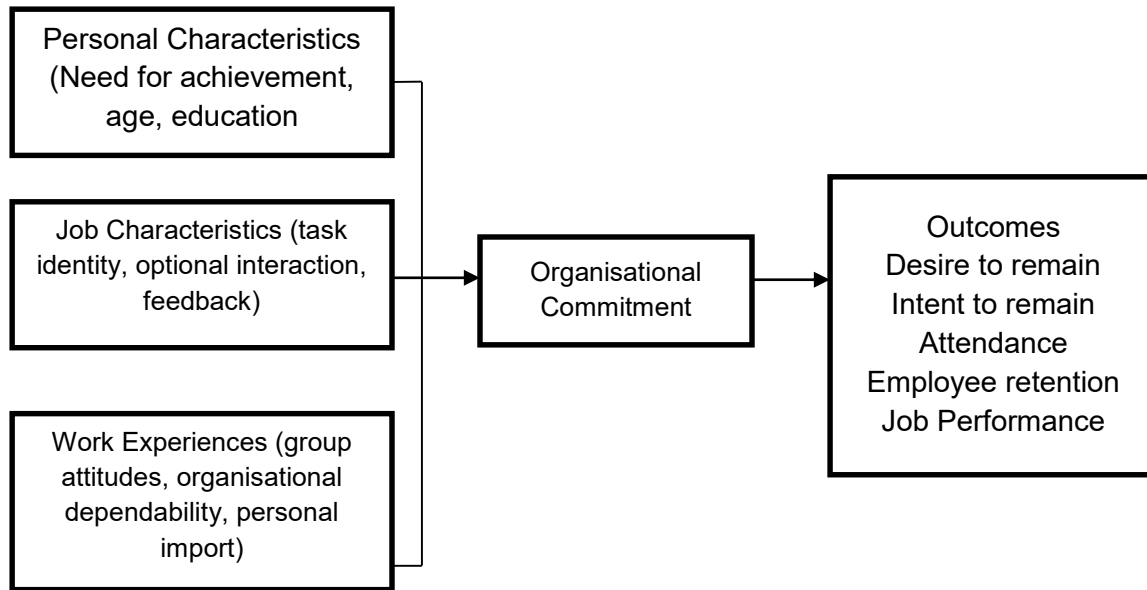 Personal Characteristics
(Need for achievement,
age, education
Job Characteristics (task
identity, optional interaction,
feedback)
Work Experiences (group
attitudes, organisational
dependability, personal
import)
Organisational
Commitment
Outcomes
Desire to remain
Intent to remain
Attendance
Employee retention
Job Performance